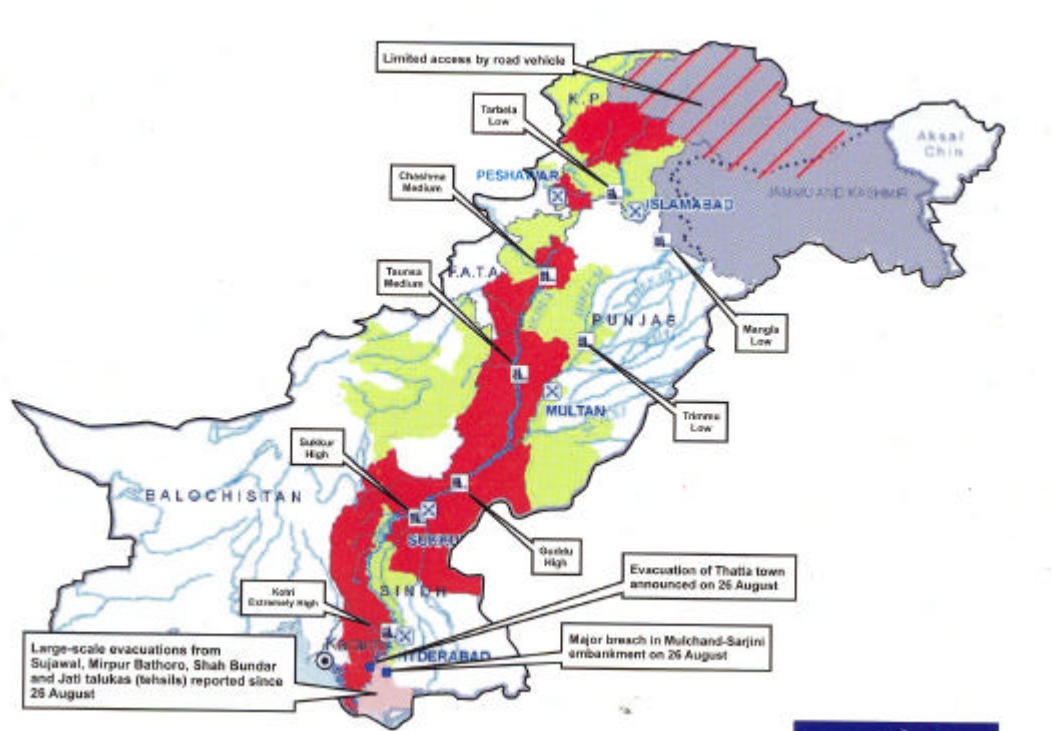 Limited access by road vehicle
K.P
Tarbela
Low
Aksai
Chin
Chashma
Medium
PESHAWAR
ISLAMABAD
JAMMU AND KASHMIR
F.A.T.A
Taunsa
Medium
PUNJAB
Mangla
Low
MULTAN
Trimmu
Low
Sukkur
High
BALOCHISTAN
Guddu
High
Evacuation of Thatta town
announced on 26 August
SINDH
Kotri
Extremely High
Major breach in Mulchand-Sarjini
embankment on 26 August
HYDERABAD
Large-scale evacuations from
Sujawal, Mirpur Bathoro, Shah Bundar
and Jati talukas (tehsils) reported since
26 August